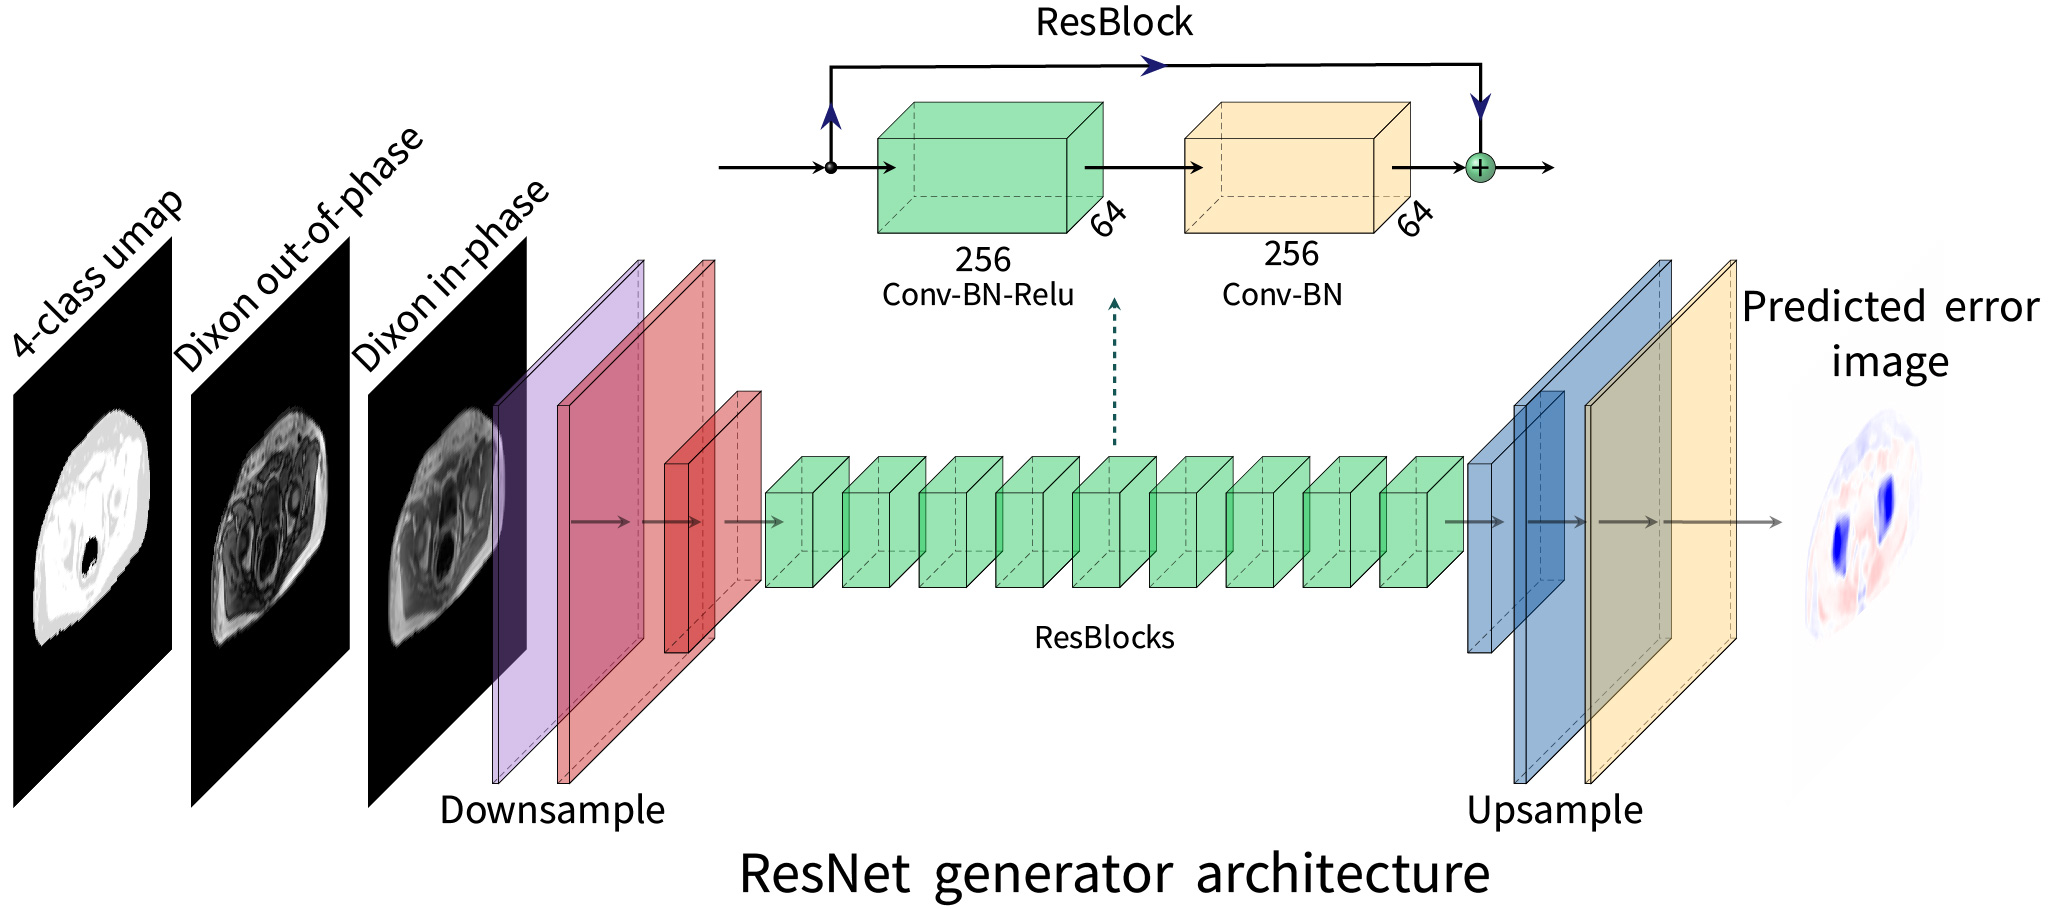 ResBlock
4-class umap
Dixon out-of-phase
Dixon in-phase
64
64
256
256
Conv-BN-Relu
Conv-BN
+
Predicted error
image
ResBlocks
Downsample
Upsample
ResNet generator architecture